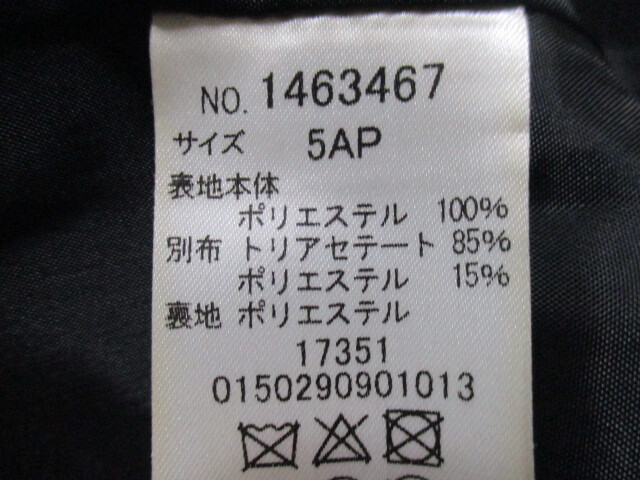 NO. 1463467
サイズ 5AP
表地本体
ポリエステル 100%
別布 トリアセテート 85%
ポリエステル 15%
裏地 ポリエステル
17351
0150290901013